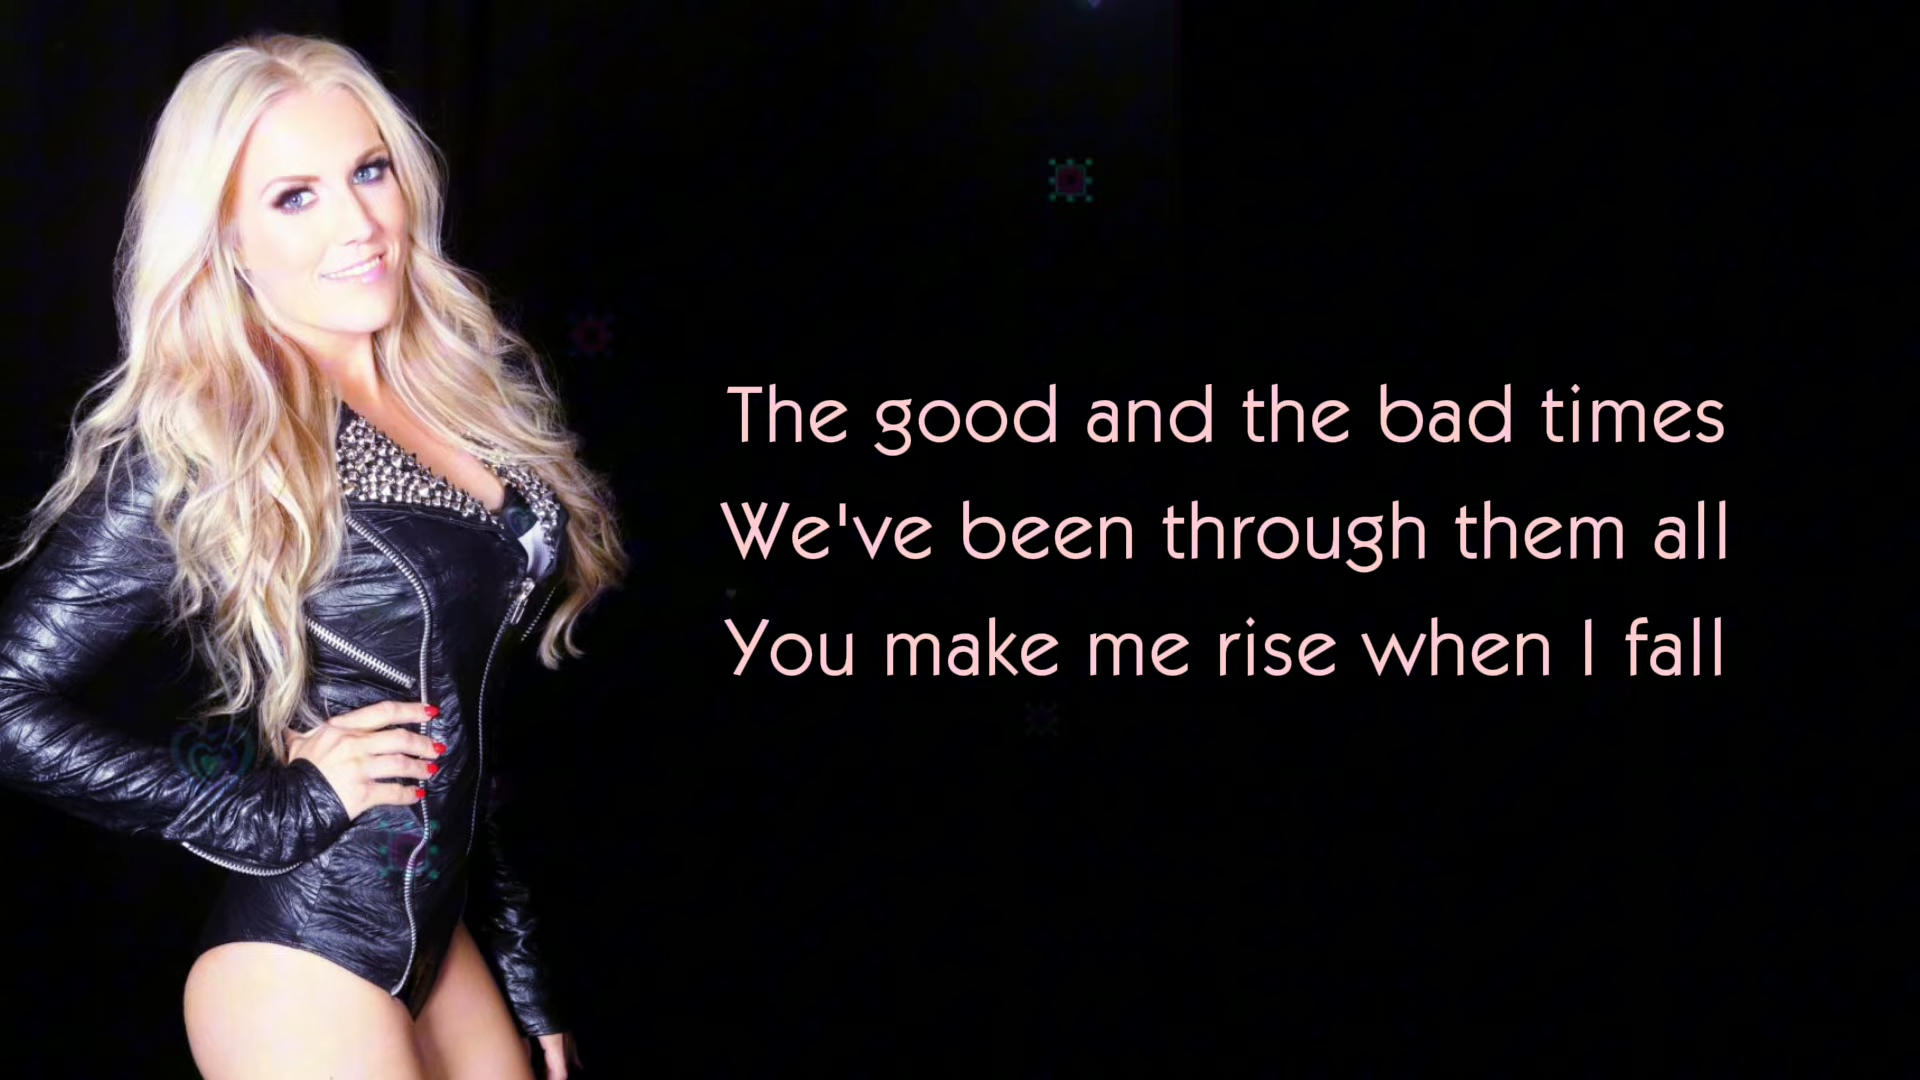 The good and the bad times
We've been through them all
You make me rise when I fall